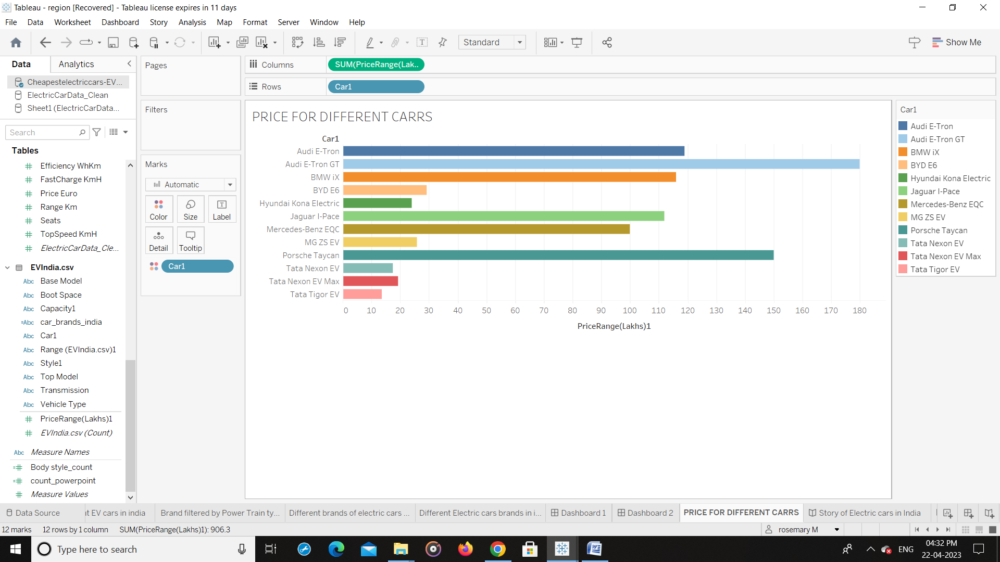 Tableau - region [Recovered] - Tableau license expires in 11 days
File Data Worksheet Dashboard Story Analysis Map Format Server Window Help
Standard
Show Me
Data Analytics
Cheapestelectriccars-EV...
ElectricCarData_Clean
Sheet1 (ElectricCarData...
Search
Tables
Efficiency WhKm
FastCharge KmH
Price Euro
Range Km
Seats
TopSpeed KmH
ElectricCarData_Cle...
EVIndia.csv
Abc Base Model
Abc Boot Space
Abc Capacity1
=Abc car_brands_india
Abc Car1
Abc Range (EVIndia.csv)1
Abc Style1
Abc Top Model
Abc Transmission
Abc Vehicle Type
PriceRange(Lakhs)1
EVIndia.csv (Count)
Abc Measure Names
Body style_count
count_powerpoint
Measure Values
Pages
Filters
Marks
Automatic
Color Size Label
Detail Tooltip
Car1
Columns SUM(PriceRange(Lak..
Rows Car1
PRICE FOR DIFFERENT CARRS
Car1
Audi E-Tron
Audi E-Tron GT
BMW iX
BYD E6
Hyundai Kona Electric
Jaguar I-Pace
Mercedes-Benz EQC
MG ZS EV
Porsche Taycan
Tata Nexon EV
Tata Nexon EV Max
Tata Tigor EV
0 10 20 30 40 50 60 70 80 90 100 110 120 130 140 150 160 170 180
PriceRange(Lakhs)1
Car1
Audi E-Tron
Audi E-Tron GT
BMW iX
BYD E6
Hyundai Kona Electric
Jaguar I-Pace
Mercedes-Benz EQC
MG ZS EV
Porsche Taycan
Tata Nexon EV
Tata Nexon EV Max
Tata Tigor EV
Data Source t EV cars in india Brand filtered by Power Train ty... Different brands of electric cars ... Different Electric cars brands in i... Dashboard 1 Dashboard 2 PRICE FOR DIFFERENT CARRS Story of Electric cars in India
12 marks 12 rows by 1 column SUM(PriceRange(Lakhs)1): 906.3 rosemary M
Type here to search
ENG
04:32 PM
22-04-2023